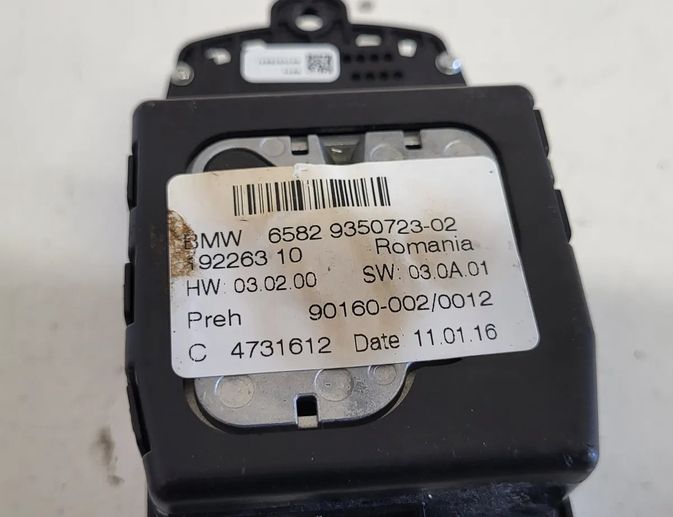 BMW 6582 9350723-02
192263 10 Romania
HW: 03.02.00 SW: 03.0A.01
Preh 90160-002/0012
C 4731612 Date 11.01.16